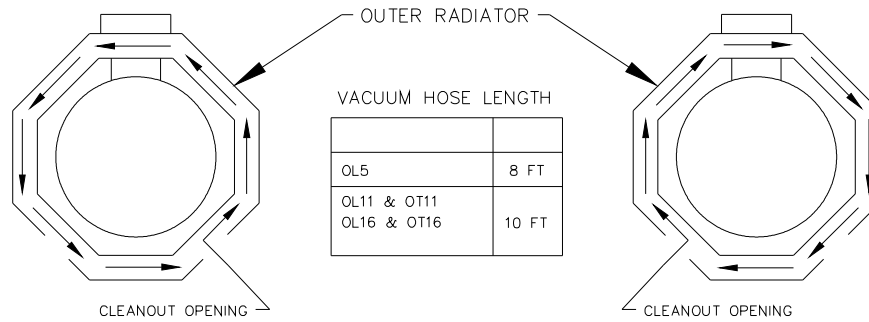 OUTER RADIATOR
VACUUM HOSE LENGTH
OL5 8 FT
OL11 & OT11
OL16 & OT16 10 FT
CLEANOUT OPENING
CLEANOUT OPENING